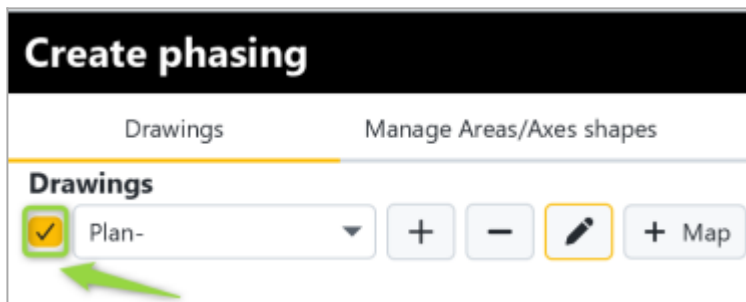 Create phasing
Drawings Manage Areas/Axes shapes
Drawings
Plan- + − + Map